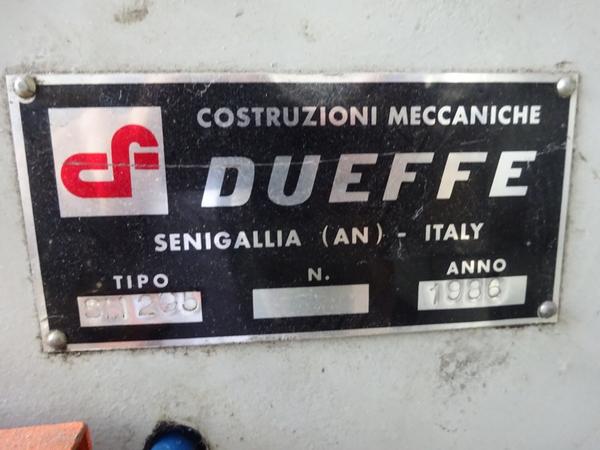 COSTRUZIONI MECCANICHE
DUEFFE
SENIGALLIA (AN) - ITALY
TIPO N. ANNO
1986